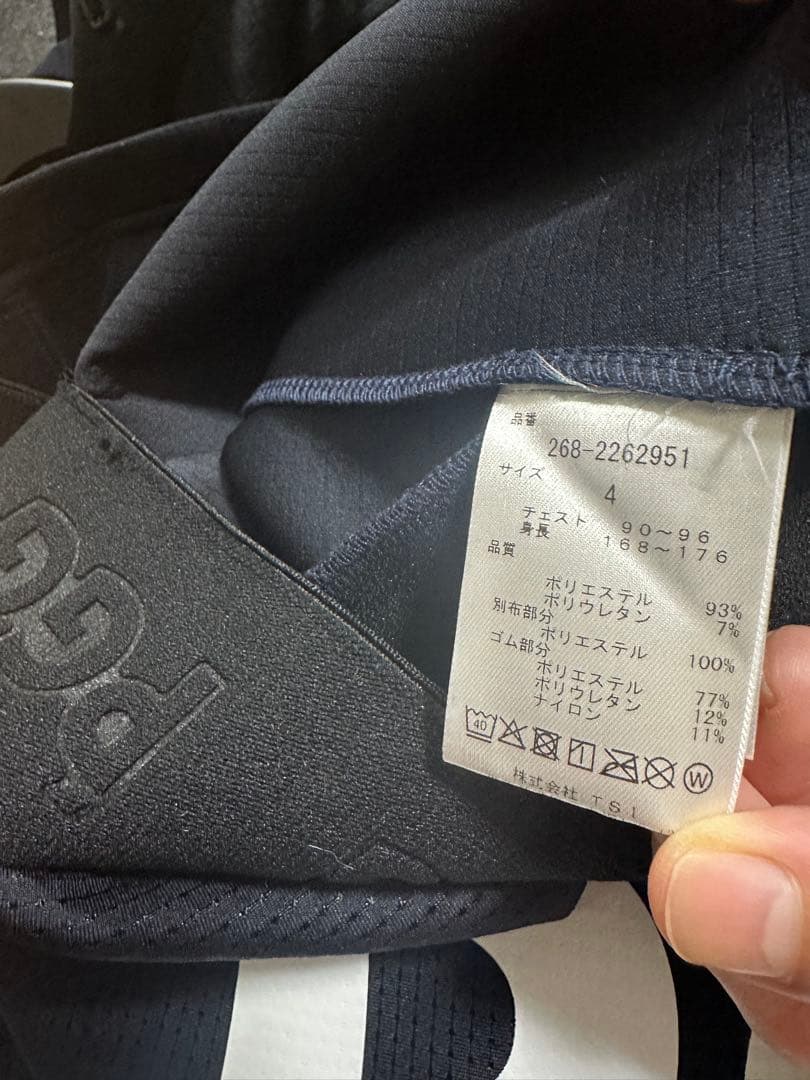 品番
268-2262951
サイズ
4
チェスト 90～96
身長 168～176
品質
ポリエステル 93%
ポリウレタン 7%
別布部分
ポリエステル 100%
ゴム部分
ポリエステル 77%
ポリウレタン 12%
ナイロン 11%
40
W
株式会社 TSI
PGG